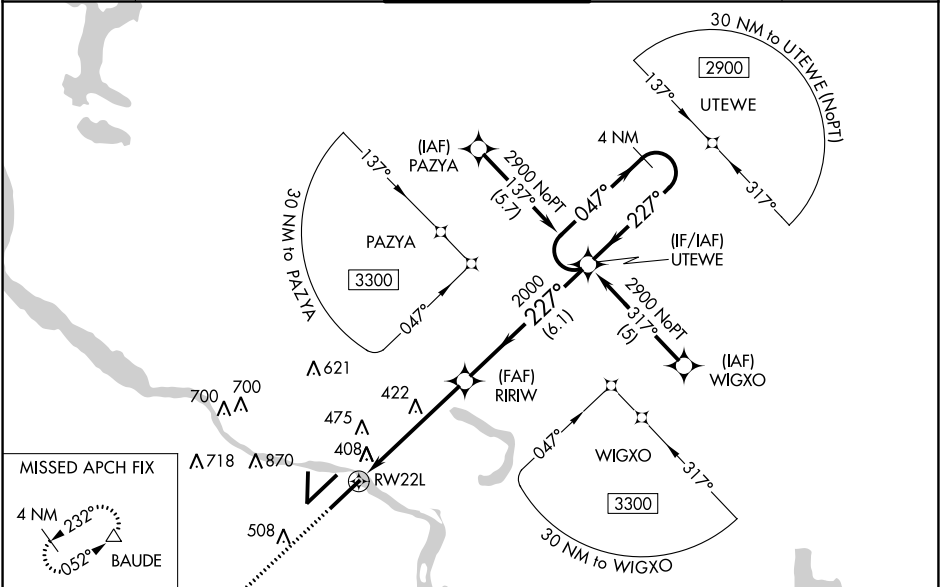 30 NM to UTEWE (NoPT)
2900
UTEWE
137°
317°
(IAF)
PAZYA
2900 NoPT
137°
(5.7)
4 NM
047°
227°
137°
PAZYA
3300
047°
30 NM to PAZYA
(IF/IAF)
UTEWE
2900 NoPT
317°
(5)
(IAF)
WIGXO
2000
227°
(6.1)
(FAF)
RIRIW
621
700
700
422
475
408
718
870
RW22L
508
047°
WIGXO
317°
3300
30 NM to WIGXO
MISSED APCH FIX
4 NM
232°
052°
BAUDE